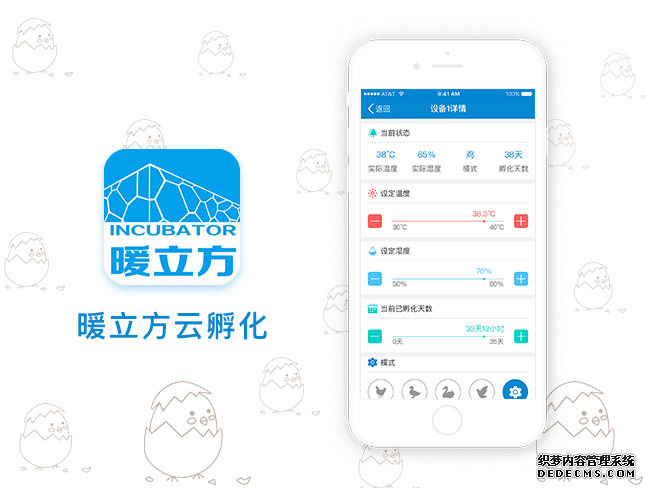 INCUBATOR
暖立方
暖立方云孵化
AT&T
9:41 AM
100%
返回
设备1详情
当前状态
38℃ 65% 鸡 38天
实际温度 实际湿度 模式 孵化天数
设定温度
38.3℃
30℃ 40℃
设定湿度
70%
50% 80%
当前已孵化天数
33天12小时
0天 35天
模式
织梦内容管理系统
DEDECMS.COM